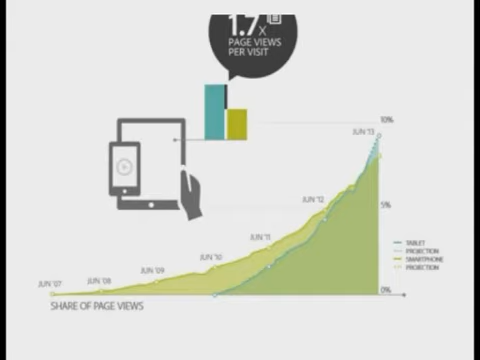 1.7X
PAGE VIEWS
PER VISIT
10%
JUN '13
JUN '12
5%
JUN '11
JUN '10
JUN '09
JUN '08
JUN '07
TABLET
PROJECTION
SMARTPHONE
PROJECTION
0%
SHARE OF PAGE VIEWS